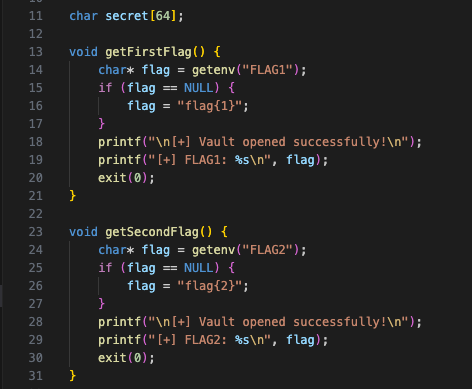 11 char secret[64];
12
13 void getFirstFlag() {
14     char* flag = getenv("FLAG1");
15     if (flag == NULL) {
16         flag = "flag{1}";
17     }
18     printf("\n[+] Vault opened successfully!\n");
19     printf("[+] FLAG1: %s\n", flag);
20     exit(0);
21 }
22
23 void getSecondFlag() {
24     char* flag = getenv("FLAG2");
25     if (flag == NULL) {
26         flag = "flag{2}";
27     }
28     printf("\n[+] Vault opened successfully!\n");
29     printf("[+] FLAG2: %s\n", flag);
30     exit(0);
31 }